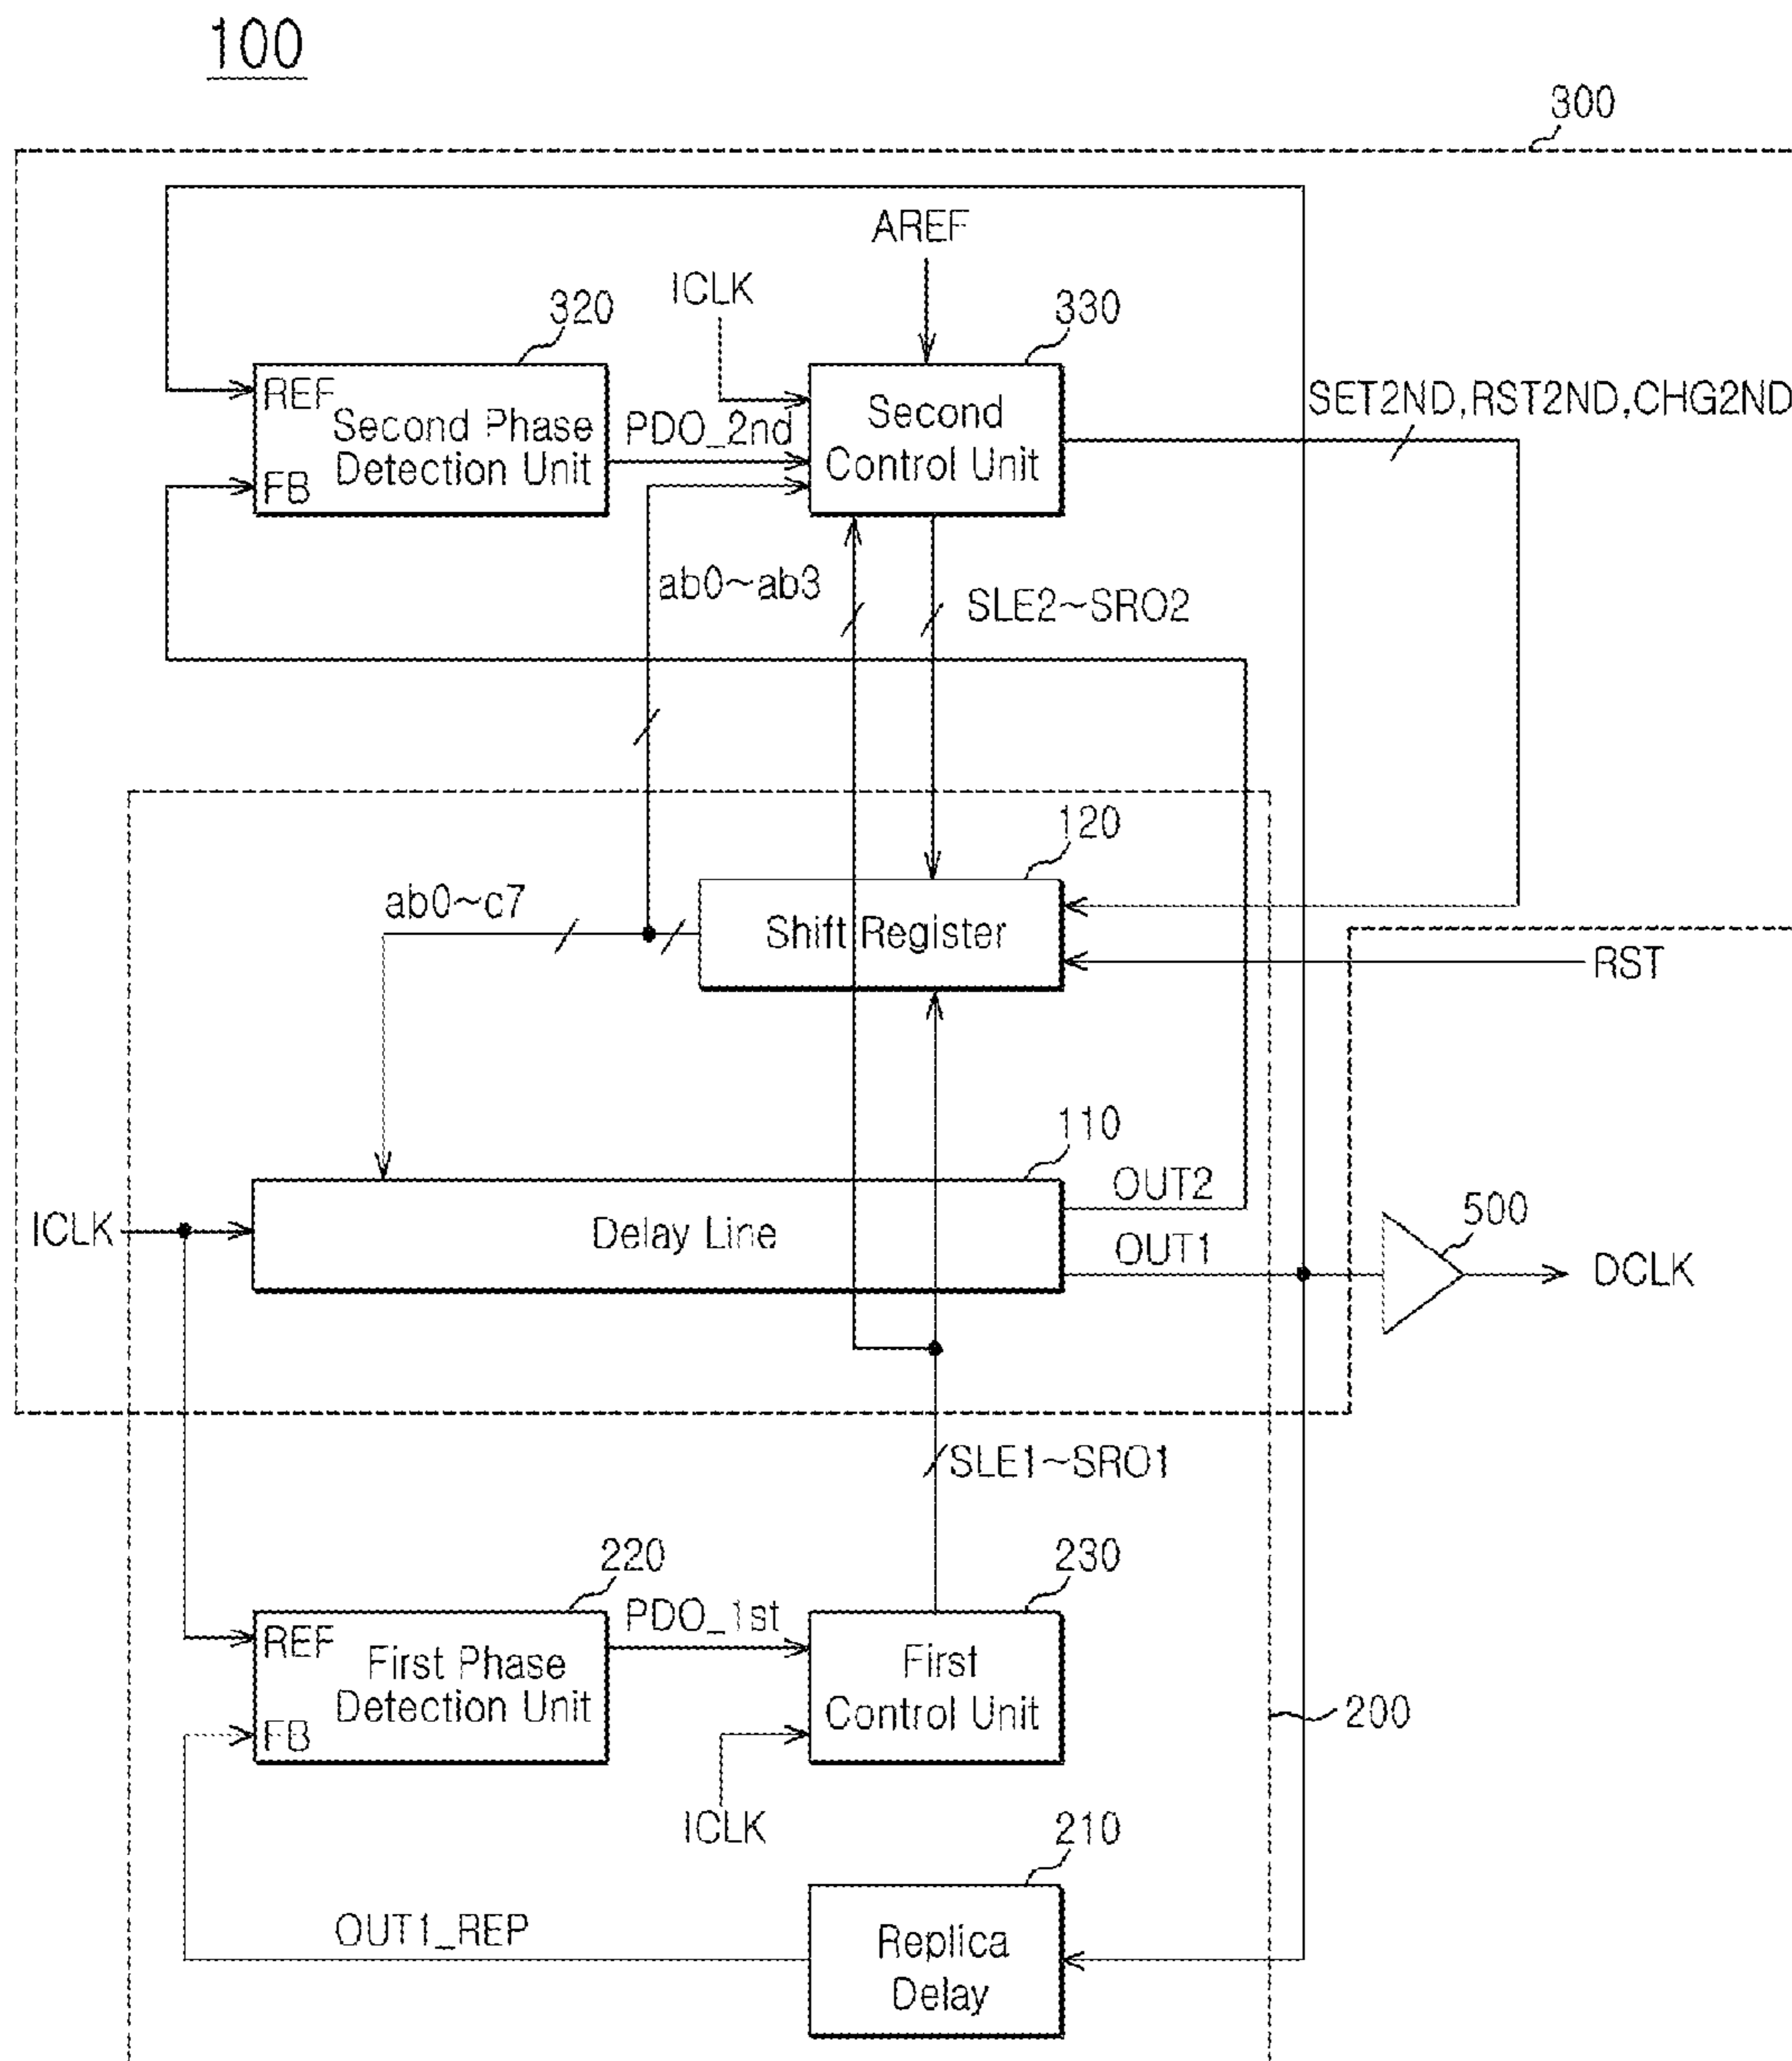 100
300
AREF
ICLK
320
330
REF
Second Phase
Detection Unit
FB
PDO_2nd
Second
Control Unit
SET2ND,RST2ND,CHG2ND
ab0~ab3
SLE2~SRO2
120
ab0~c7
Shift Register
RST
110
OUT2
ICLK
Delay Line
OUT1
500
DCLK
SLE1~SRO1
220
230
REF
First Phase
Detection Unit
FB
PDO_1st
First
Control Unit
200
ICLK
210
OUT1_REP
Replica
Delay